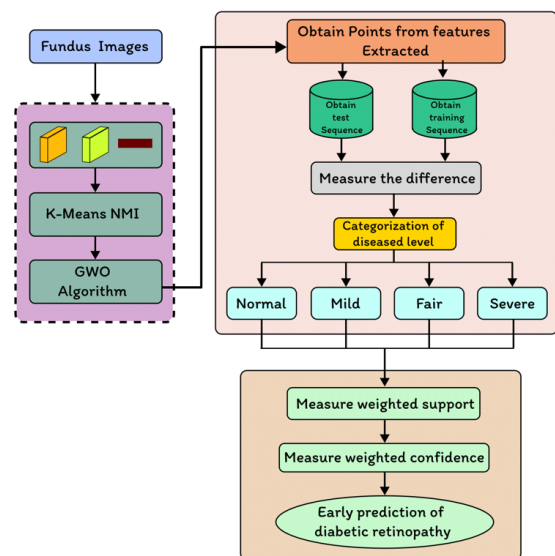 Fundus Images
K-Means NMI
GWO
Algorithm
Obtain Points from features
Extracted
Obtain
test
Sequence
Obtain
training
Sequence
Measure the difference
Categorization of
diseased level
Normal
Mild
Fair
Severe
Measure weighted support
Measure weighted confidence
Early prediction of
diabetic retinopathy